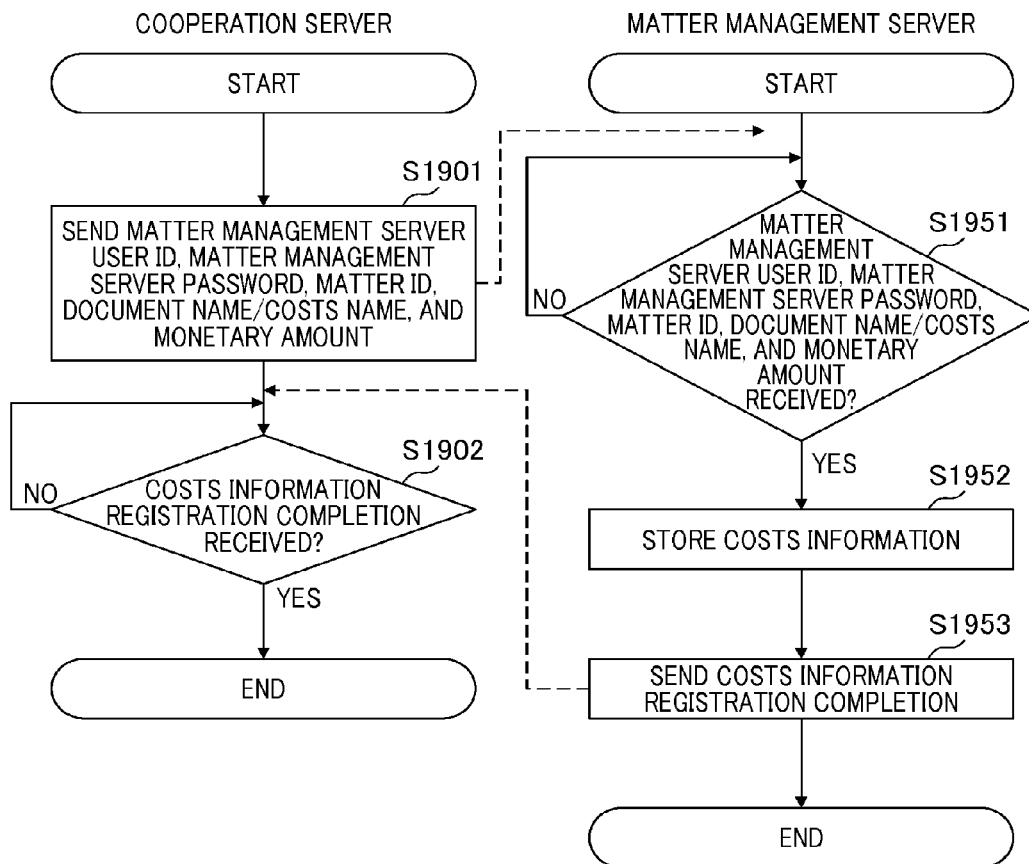 COOPERATION SERVER
START
S1901
SEND MATTER MANAGEMENT SERVER
USER ID, MATTER MANAGEMENT
SERVER PASSWORD, MATTER ID,
DOCUMENT NAME/COSTS NAME, AND
MONETARY AMOUNT
S1902
NO
COSTS INFORMATION
REGISTRATION COMPLETION
RECEIVED?
YES
END
MATTER MANAGEMENT SERVER
START
S1951
MATTER
MANAGEMENT
SERVER USER ID, MATTER
MANAGEMENT SERVER PASSWORD,
MATTER ID, DOCUMENT NAME/COSTS
NAME, AND MONETARY
AMOUNT
RECEIVED?
NO
YES
S1952
STORE COSTS INFORMATION
S1953
SEND COSTS INFORMATION
REGISTRATION COMPLETION
END